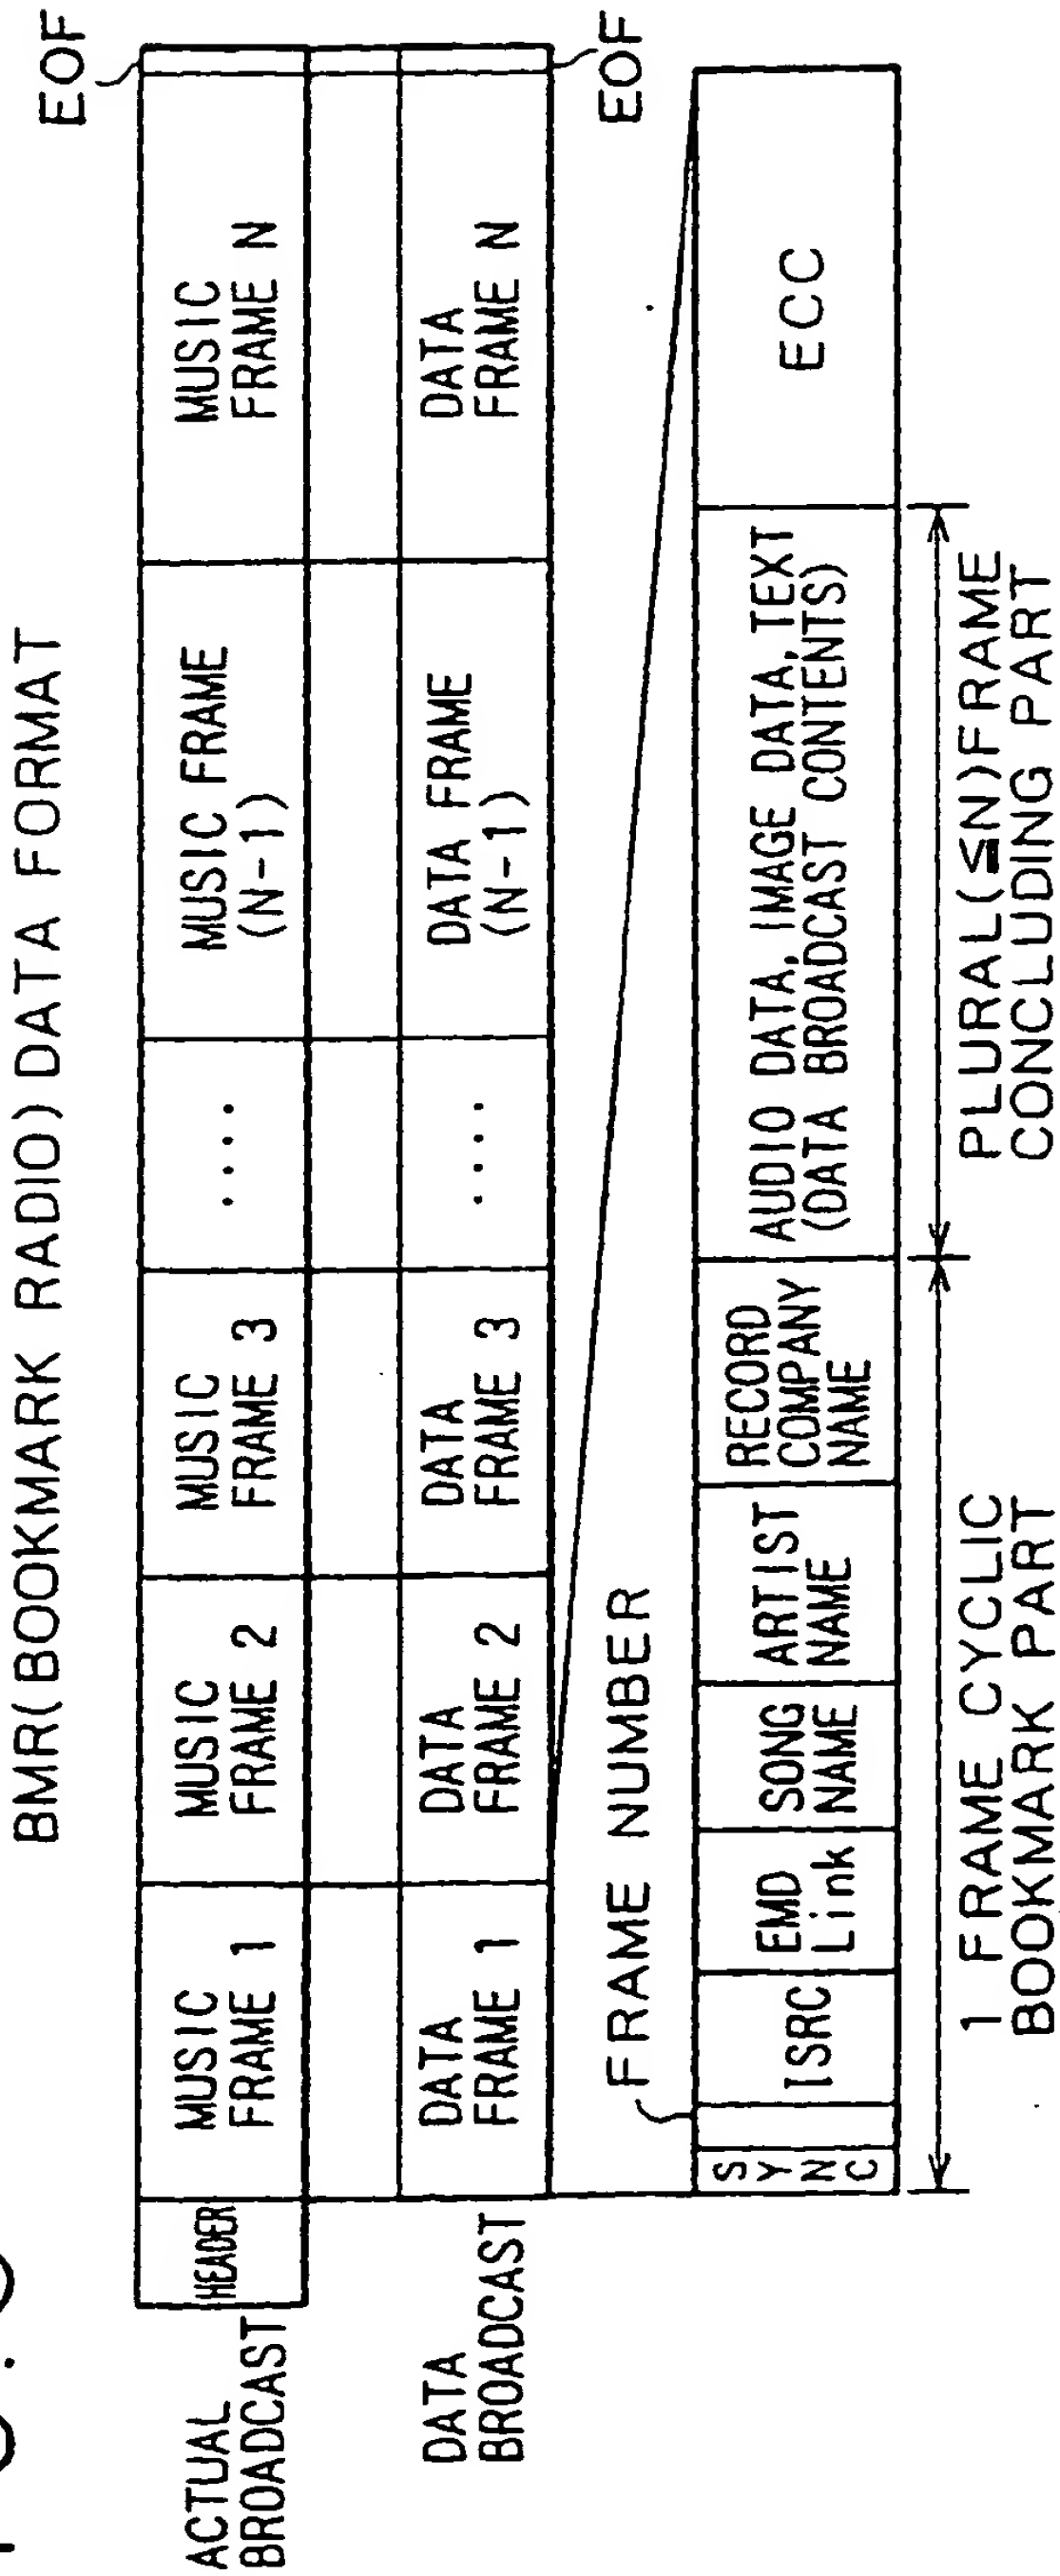 BMR(BOOKMARK RADIO) DATA FORMAT
EOF
ACTUAL
BROADCAST
HEADER
MUSIC
FRAME 1
MUSIC
FRAME 2
MUSIC
FRAME 3
....
MUSIC FRAME
(N-1)
MUSIC
FRAME N
DATA
BROADCAST
DATA
FRAME 1
DATA
FRAME 2
DATA
FRAME 3
....
DATA FRAME
(N-1)
DATA
FRAME N
EOF
FRAME NUMBER
SYNC
ISRC
EMD
Link
SONG
NAME
ARTIST
NAME
RECORD
COMPANY
NAME
AUDIO DATA, IMAGE DATA, TEXT
(DATA BROADCAST CONTENTS)
ECC
1 FRAME CYCLIC
BOOKMARK PART
PLURAL(≦N)FRAME
CONCLUDING PART